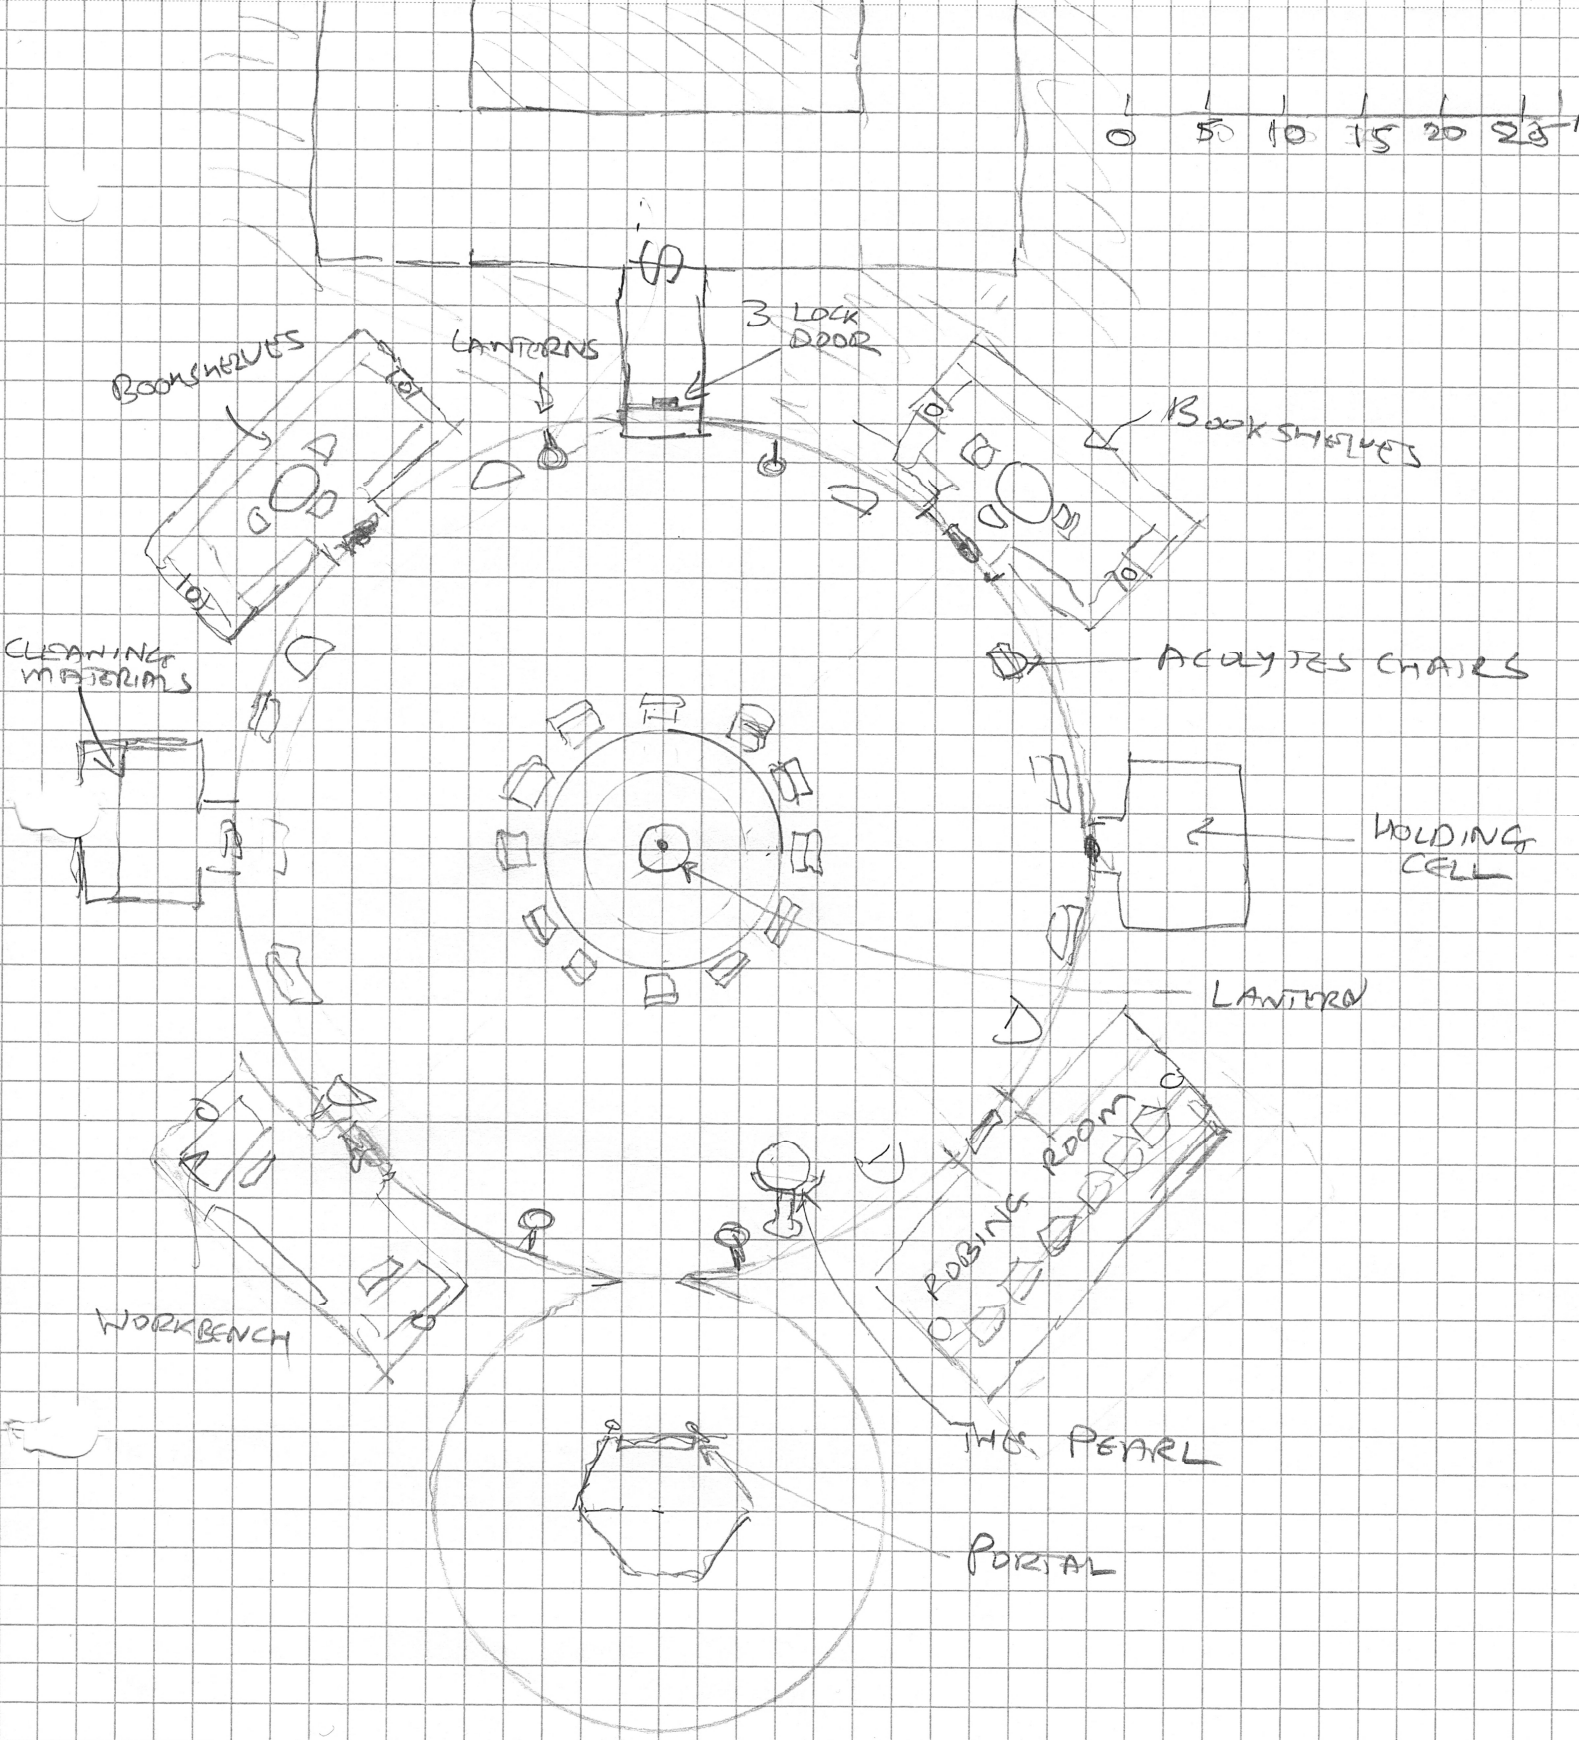 0 5 10 15 20 25
3 LOCK
DOOR
LANTERNS
BOOKSHELVES
BOOKSHELVES
CLEANING
MATERIALS
ACOLYTES CHAIRS
HOLDING
CELL
LANTERN
ROBING ROOM
WORKBENCH
PEARL
PORTAL